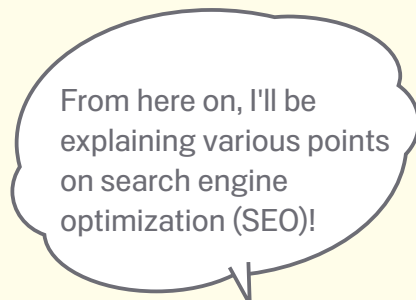 From here on, I'll be
explaining various points
on search engine
optimization (SEO)!